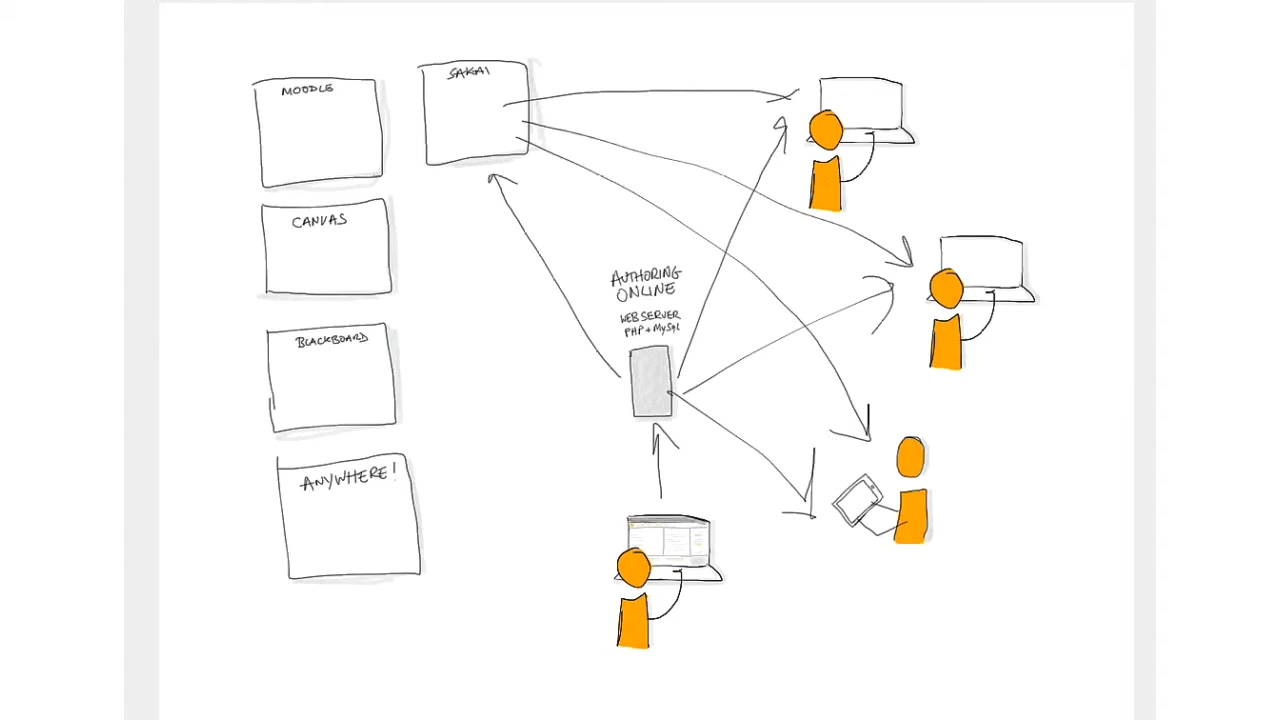 MOODLE
SAKAI
CANVAS
AUTHORING
ONLINE
WEB SERVER
PHP + MySQL
BLACKBOARD
ANYWHERE!